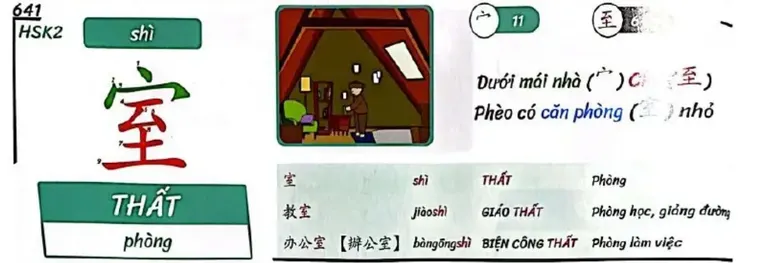 641
HSK2
shì
室
THẤT
phòng
宀 11
至
Dưới mái nhà (宀) (至)
Phèo có căn phòng (室) nhỏ
室 shì THẤT Phòng
教室 jiàoshì GIÁO THẤT Phòng học, giảng đường
办公室【辦公室】 bàngōngshì BIỆN CÔNG THẤT Phòng làm việc